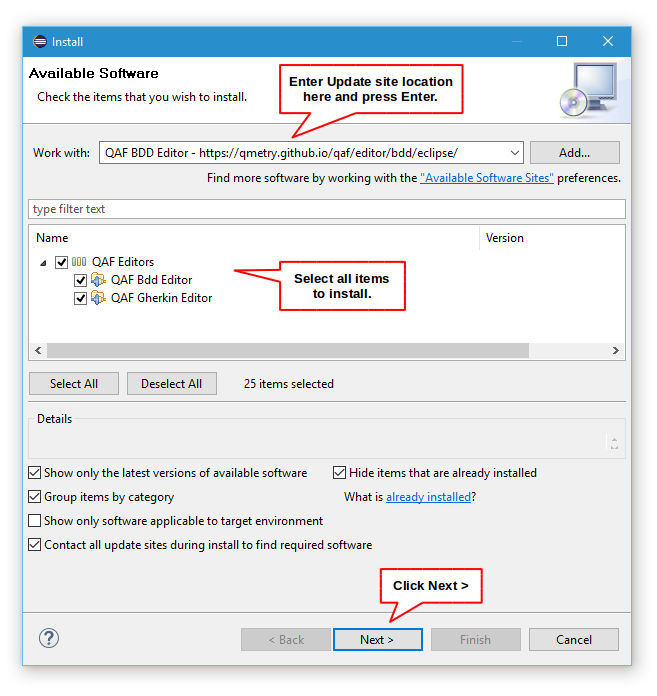 Install
Available Software
Check the items that you wish to install.
Enter Update site location
here and press Enter.
Work with: QAF BDD Editor - https://qmetry.github.io/qaf/editor/bdd/eclipse/ Add...
Find more software by working with the "Available Software Sites" preferences.
type filter text
Name Version
QAF Editors
QAF Bdd Editor
QAF Gherkin Editor
Select all items
to install.
Select All Deselect All 25 items selected
Details
Show only the latest versions of available software Hide items that are already installed
Group items by category What is already installed?
Show only software applicable to target environment
Contact all update sites during install to find required software
Click Next >
? < Back Next > Finish Cancel